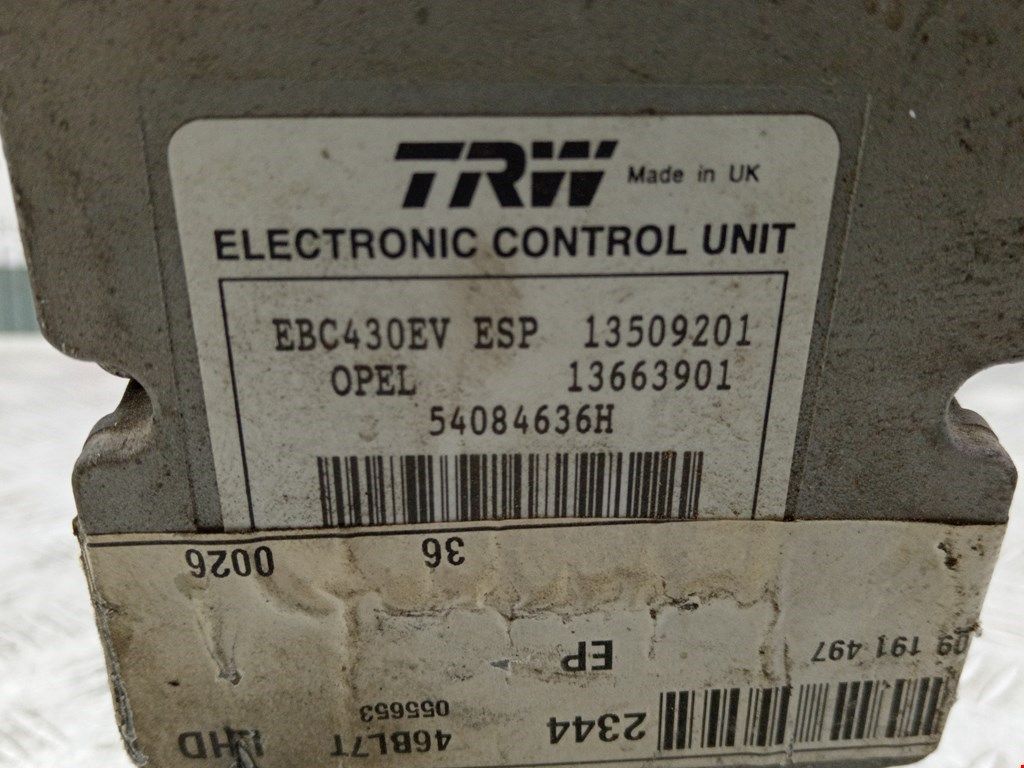 TRW Made in UK
ELECTRONIC CONTROL UNIT
EBC430EV ESP 13509201
OPEL 13663901
54084636H
46BL7T
055653
2344
EP
09 191 497
36
0026